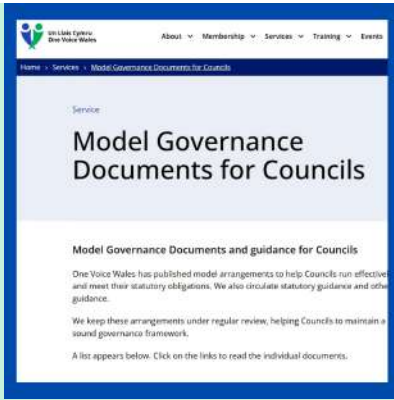 Un Llais Cymru
One Voice Wales
About Membership Services Training Events
Home › Services › Model Governance Documents for Councils
Service
Model Governance
Documents for Councils
Model Governance Documents and guidance for Councils
One Voice Wales has published model arrangements to help Councils run effectivel
and meet their statutory obligations. We also circulate statutory guidance and othe
guidance.
We keep these arrangements under regular review, helping Councils to maintain a
sound governance framework.
A list appears below. Click on the links to read the individual documents.